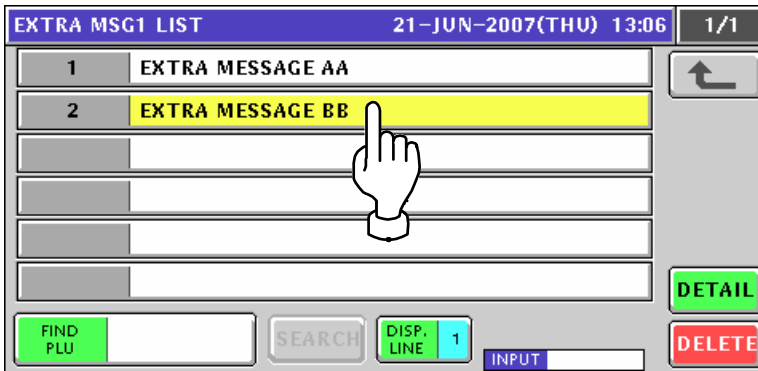 EXTRA MSG1 LIST 21-JUN-2007(THU) 13:06 1/1
1 EXTRA MESSAGE AA
2 EXTRA MESSAGE BB
DETAIL
FIND PLU
SEARCH
DISP. LINE 1
INPUT
DELETE